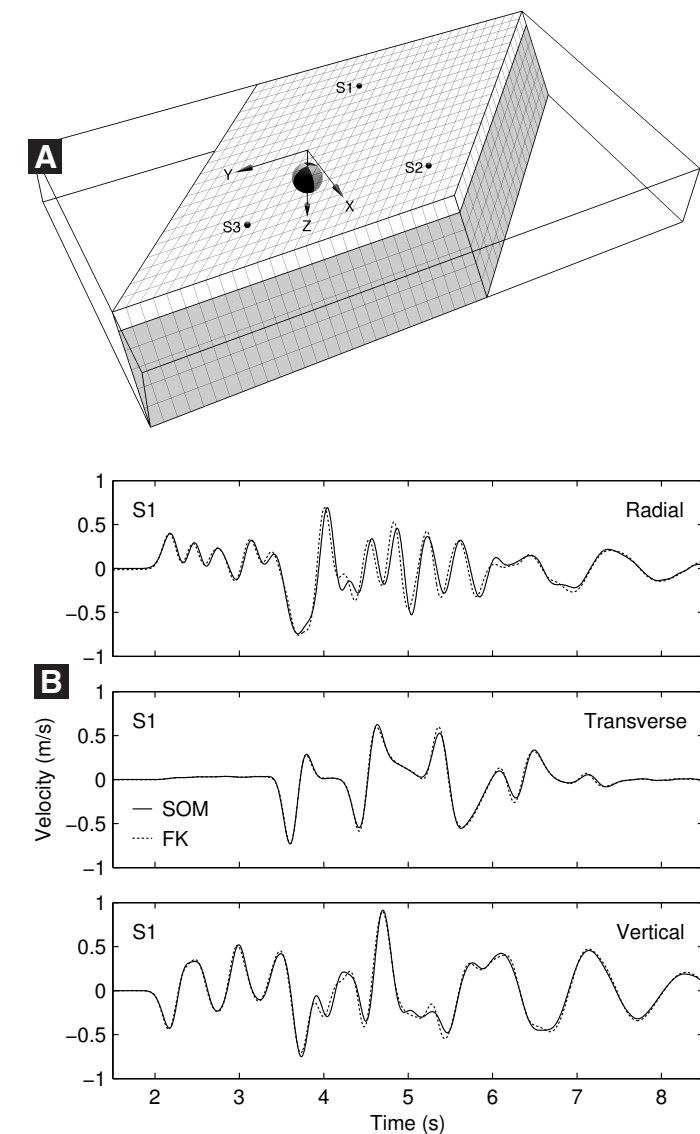 A
S1
S2
S3
Y
X
Z
B
Velocity (m/s)
S1 Radial
1
0.5
0
−0.5
−1
S1 Transverse
1
0.5
0
−0.5
−1
SOM
FK
S1 Vertical
1
0.5
0
−0.5
−1
2 3 4 5 6 7 8
Time (s)